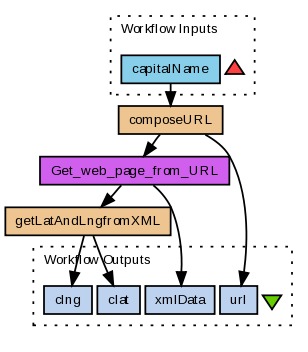 Workflow Inputs
capitalName
composeURL
Get_web_page_from_URL
getLatAndLngfromXML
Workflow Outputs
clng
clat
xmlData
url